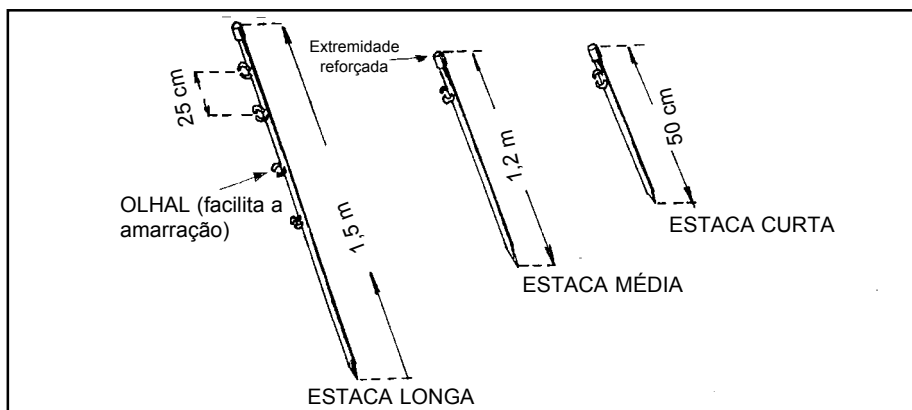 Extremidade
reforçada
25 cm
OLHAL (facilita a
amarração)
1,5 m
ESTACA LONGA
1,2 m
ESTACA MÉDIA
50 cm
ESTACA CURTA